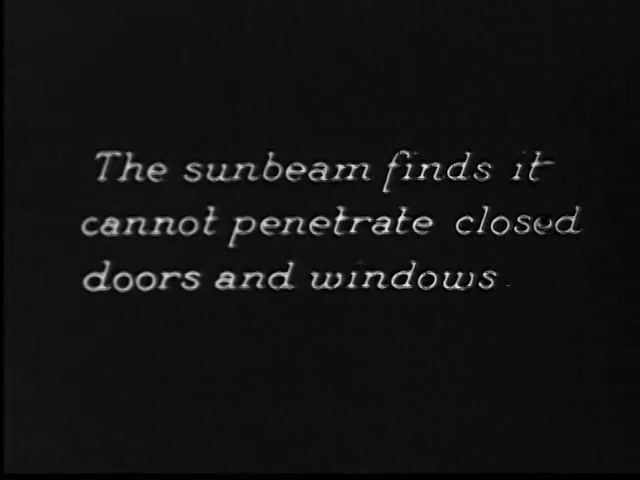 The sunbeam finds it
cannot penetrate closed
doors and windows.